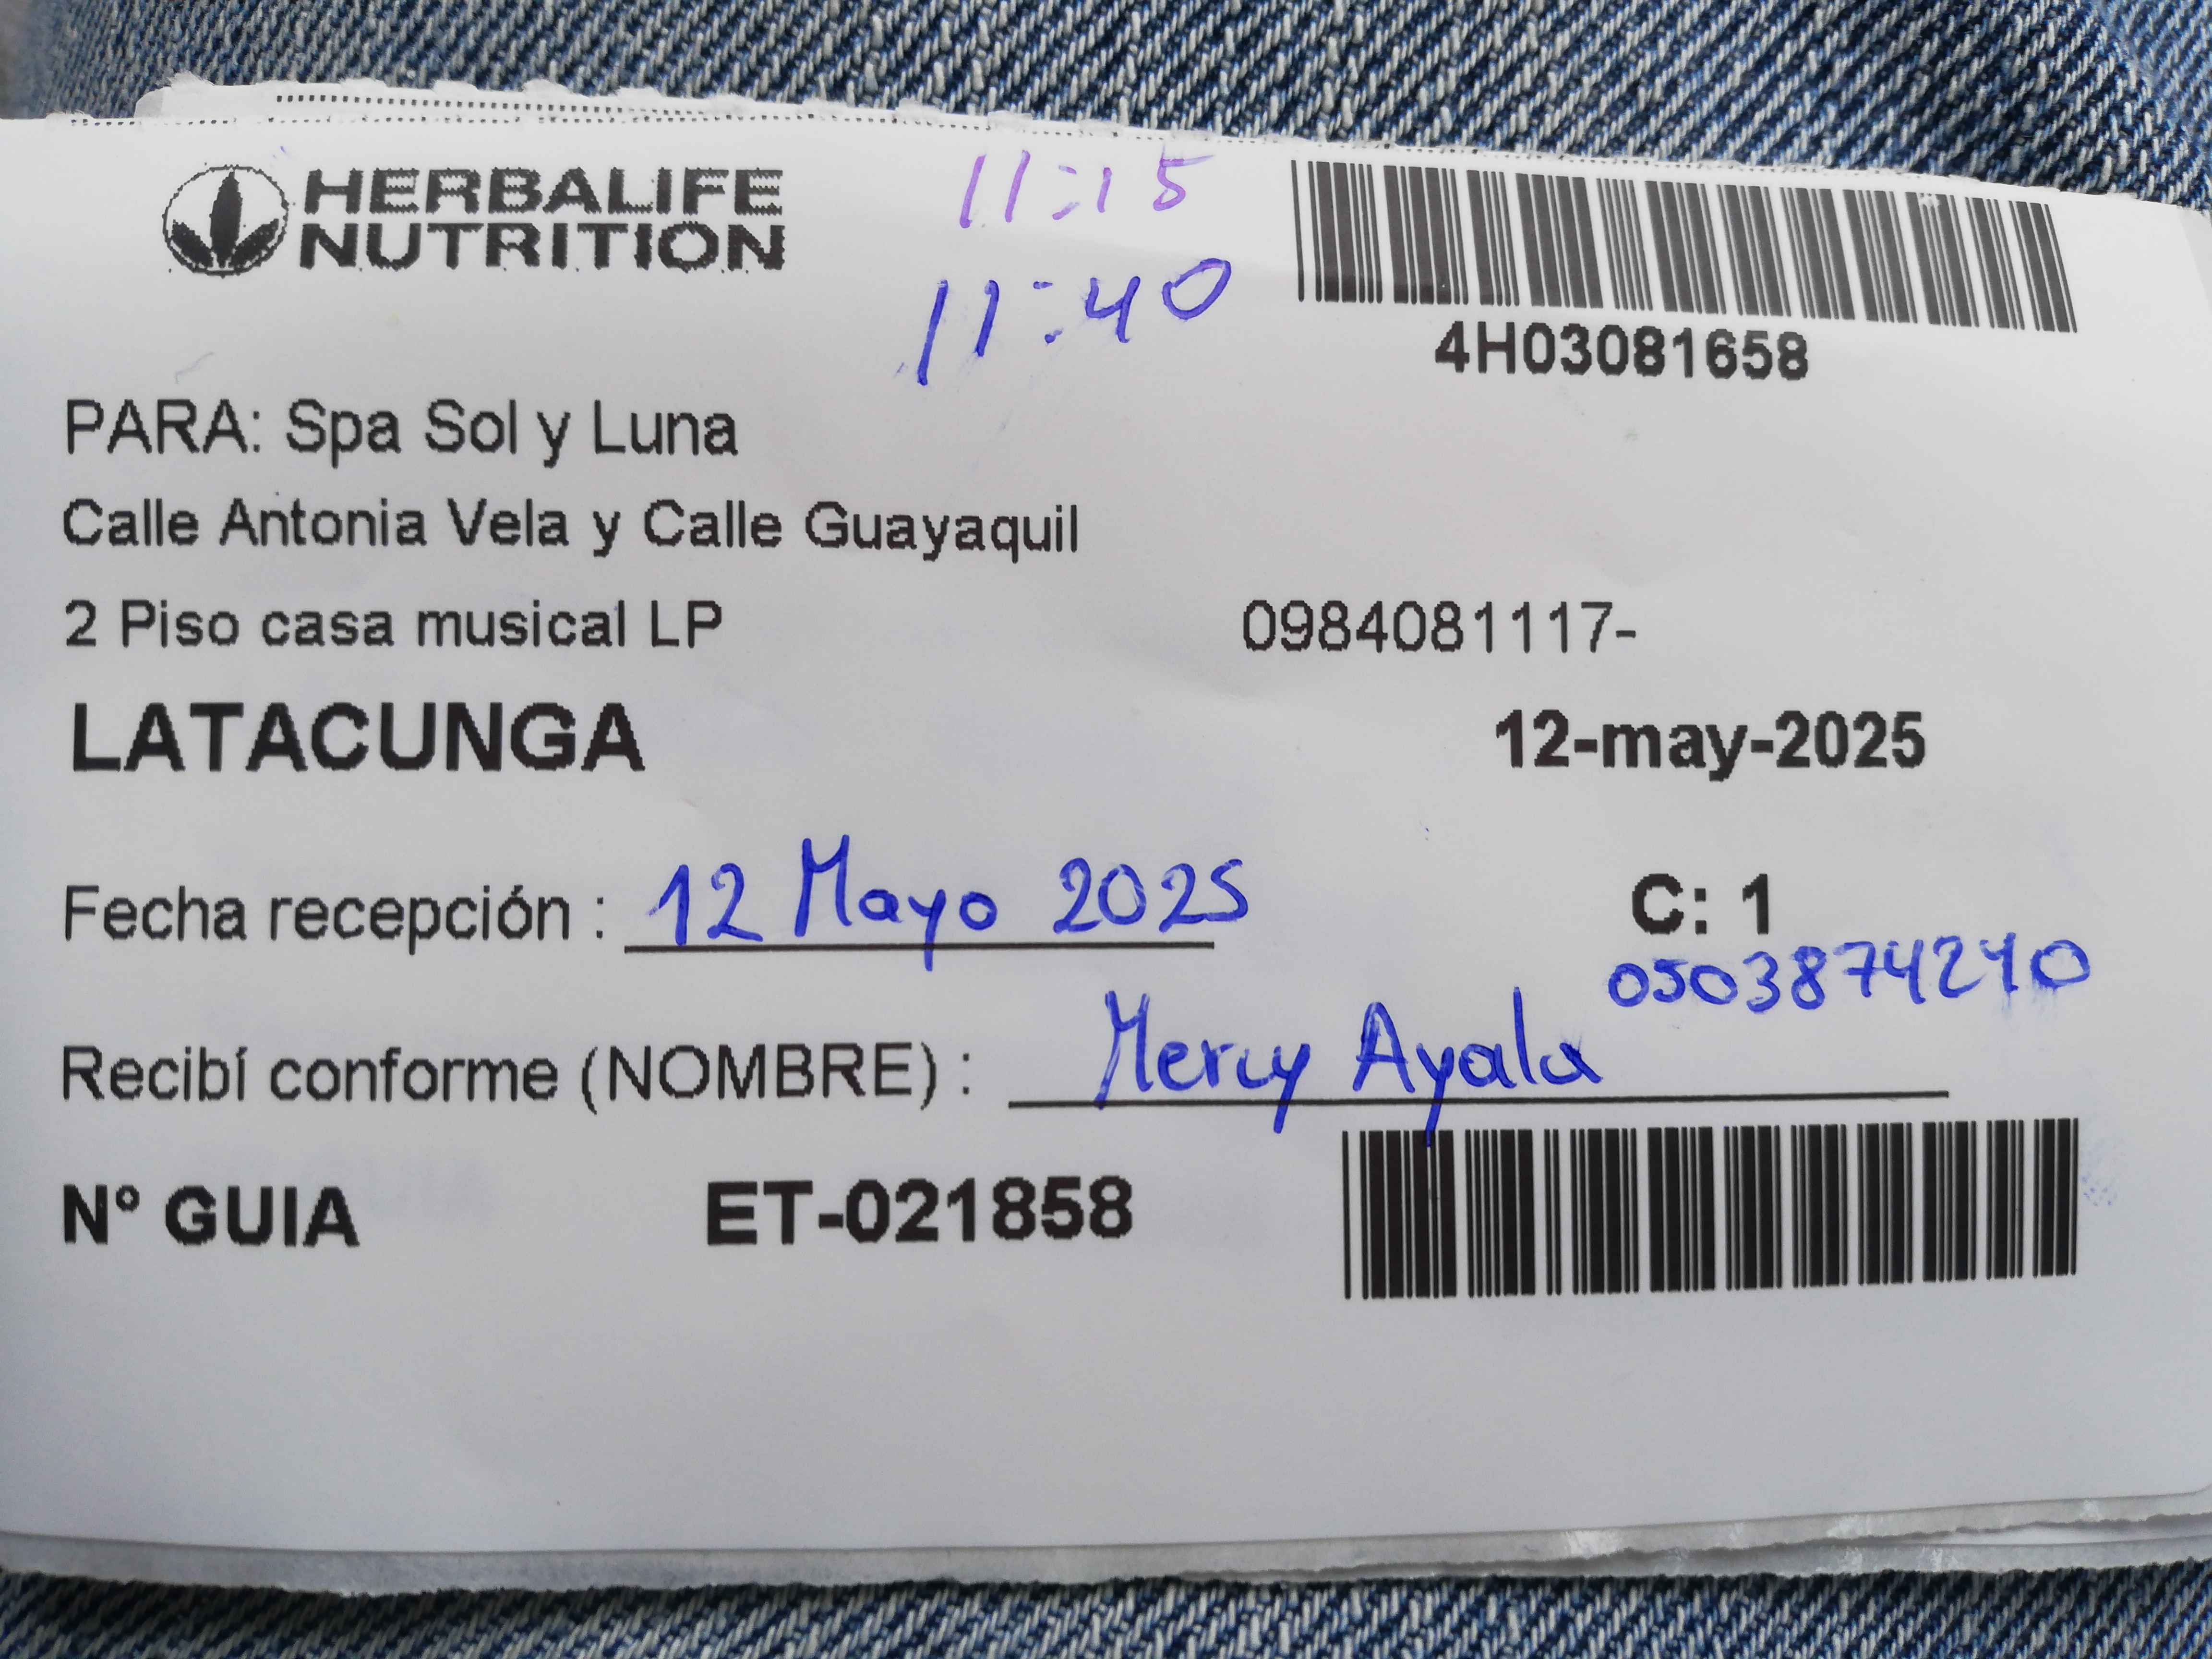 HERBALIFE
NUTRITION
11:15
11:40
4H03081658
PARA: Spa Sol y Luna
Calle Antonia Vela y Calle Guayaquil
2 Piso casa musical LP 0984081117-
LATACUNGA 12-may-2025
Fecha recepción : 12 Mayo 2025 C: 1
0503874240
Recibí conforme (NOMBRE) : Mercy Ayala
N° GUIA ET-021858